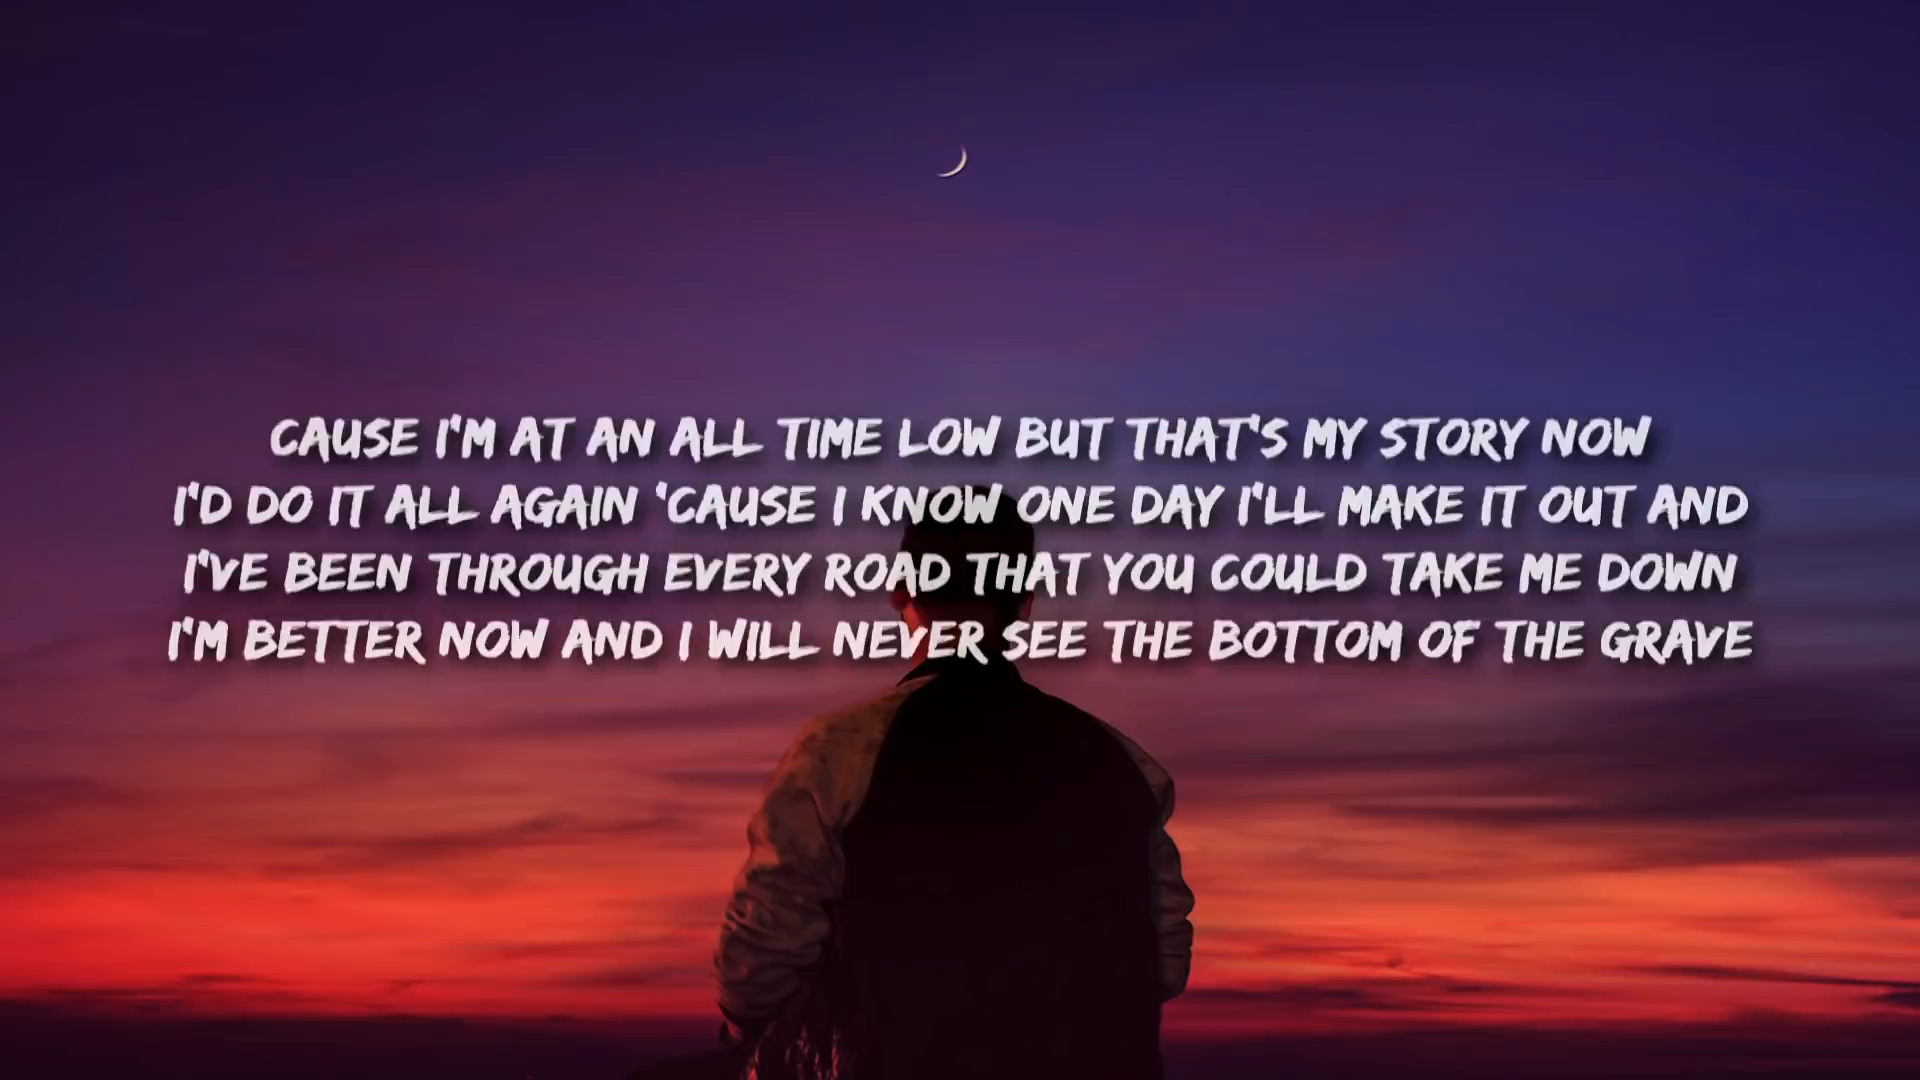 CAUSE I'M AT AN ALL TIME LOW BUT THAT'S MY STORY NOW
I'D DO IT ALL AGAIN 'CAUSE I KNOW ONE DAY I'LL MAKE IT OUT AND
I'VE BEEN THROUGH EVERY ROAD THAT YOU COULD TAKE ME DOWN
I'M BETTER NOW AND I WILL NEVER SEE THE BOTTOM OF THE GRAVE